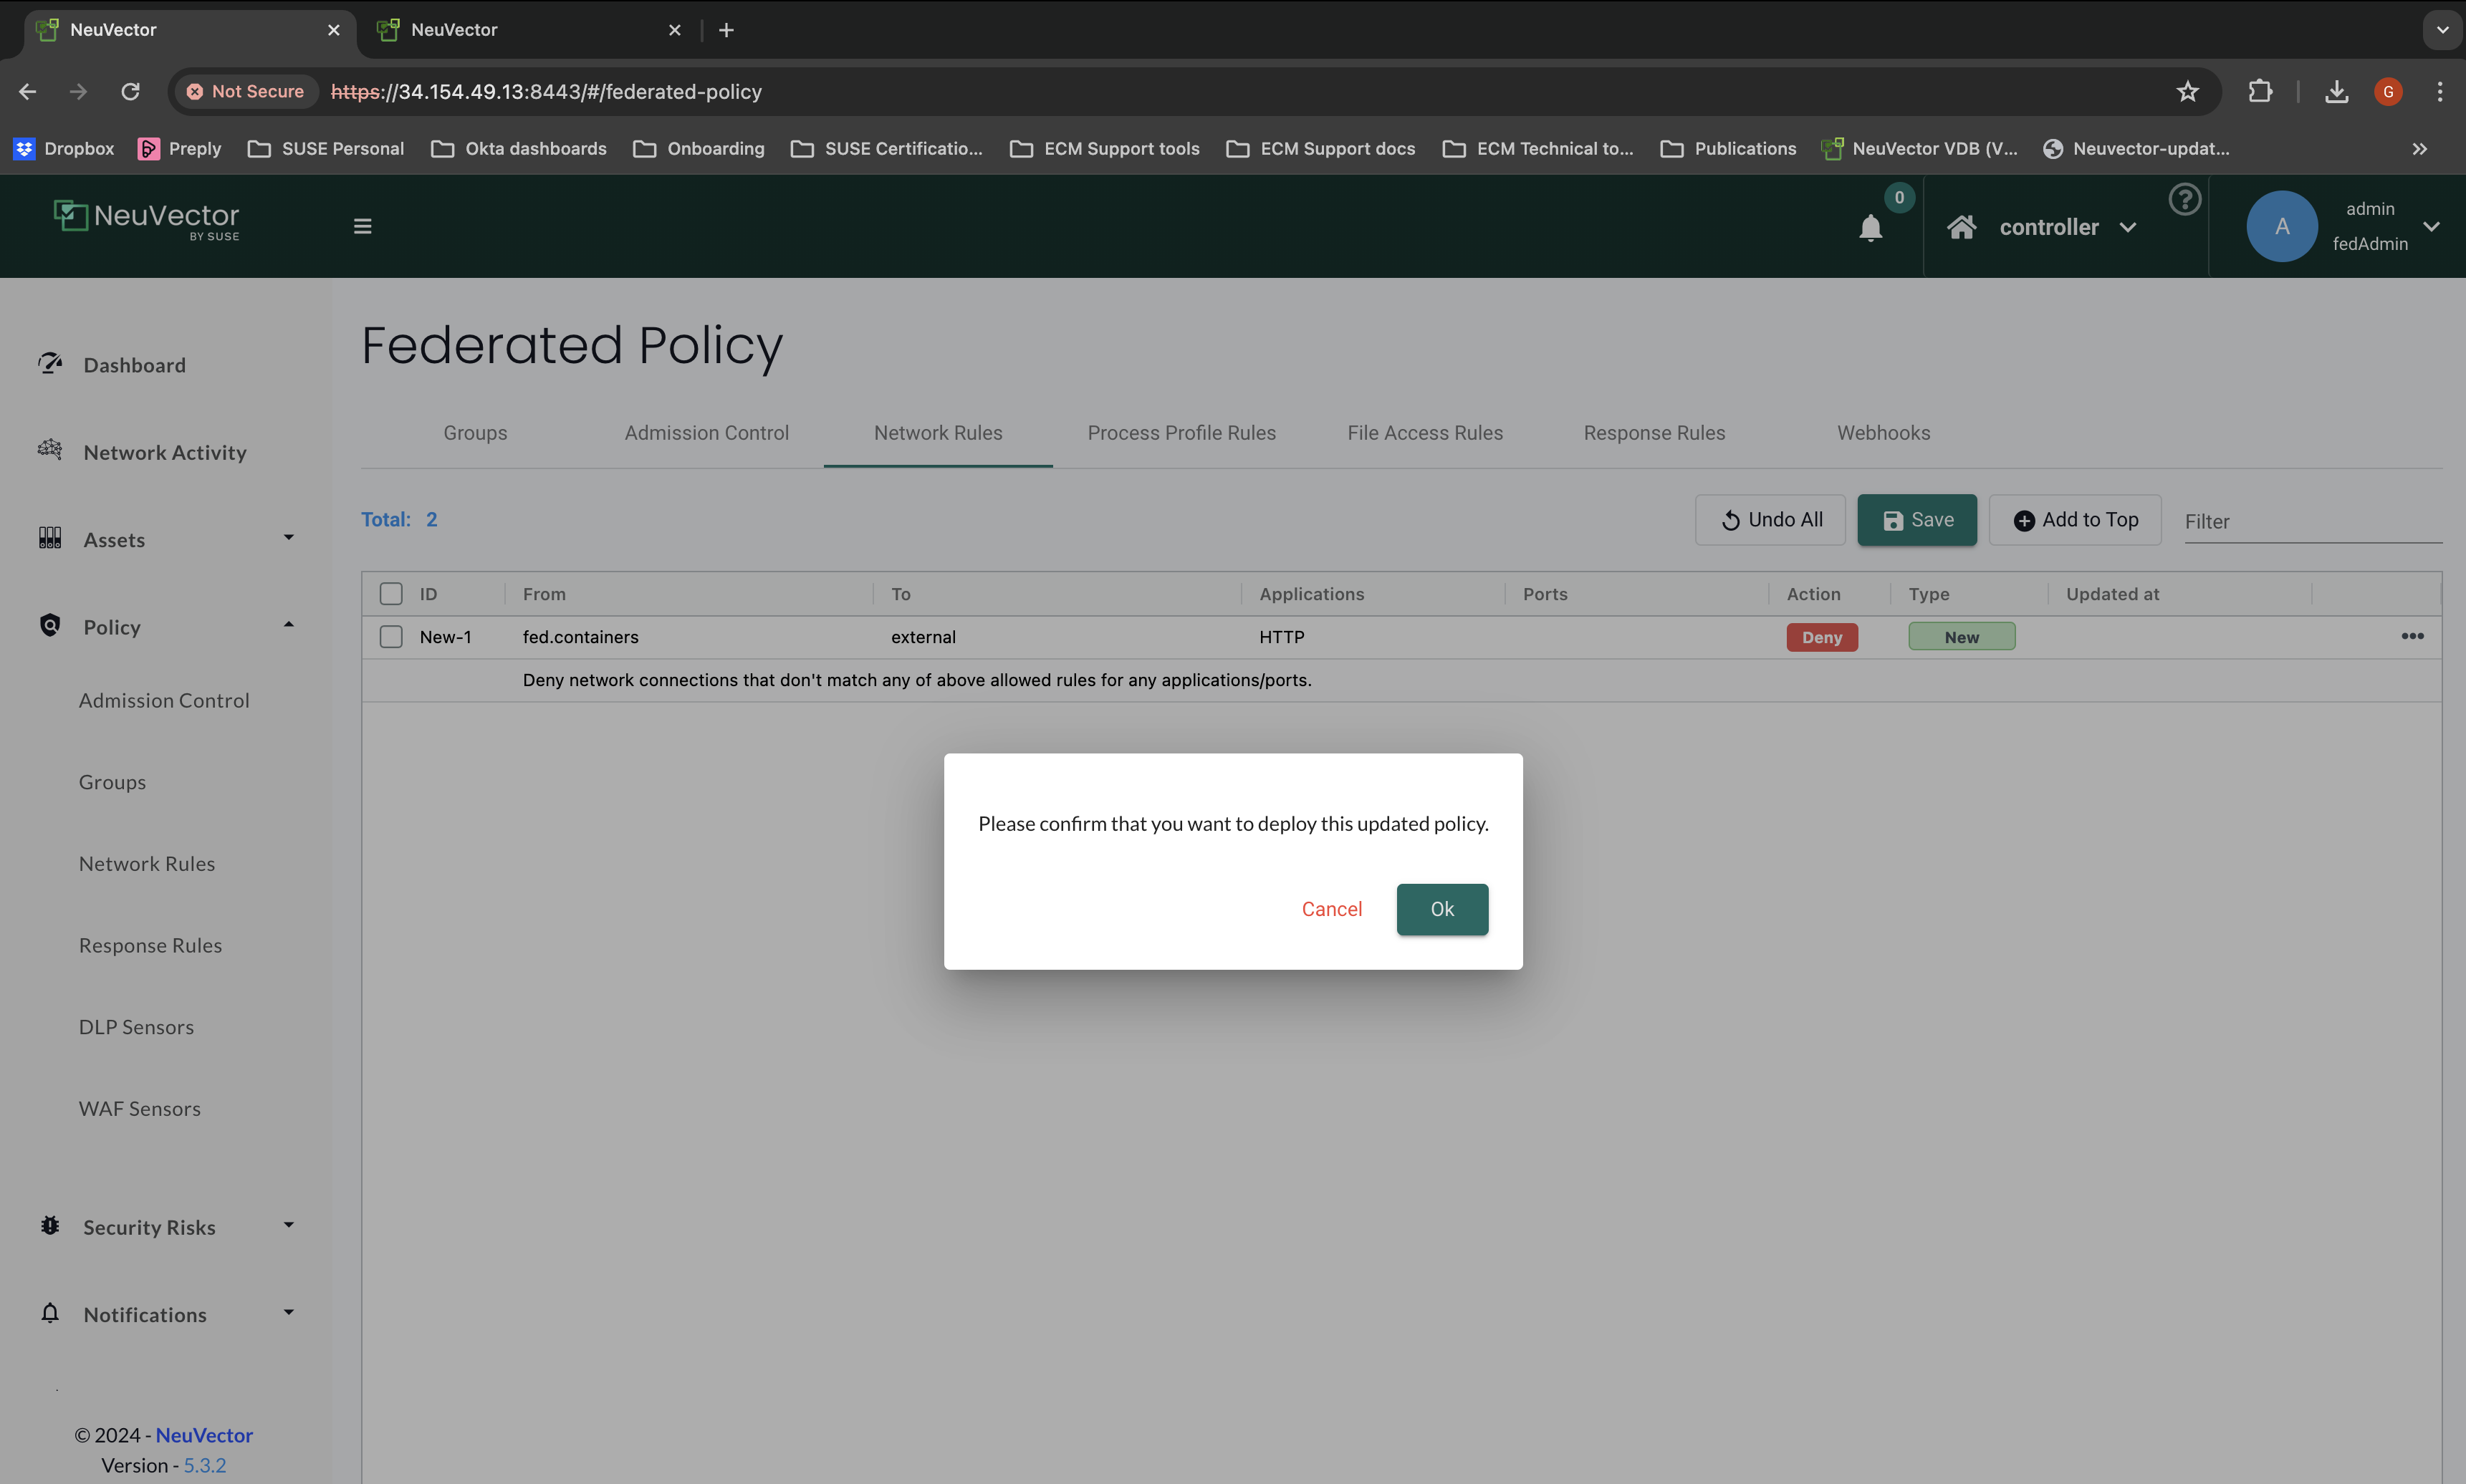 NeuVector
NeuVector
Not Secure https://34.154.49.13:8443/#/federated-policy
G
Dropbox Preply SUSE Personal Okta dashboards Onboarding SUSE Certificatio... ECM Support tools ECM Support docs ECM Technical to... Publications NeuVector VDB (V... Neuvector-updat...
NeuVector
BY SUSE
0
controller
?
A
admin
fedAdmin
Dashboard
Network Activity
Assets
Policy
Admission Control
Groups
Network Rules
Response Rules
DLP Sensors
WAF Sensors
Security Risks
Notifications
© 2024 - NeuVector
Version - 5.3.2
Federated Policy
Groups Admission Control Network Rules Process Profile Rules File Access Rules Response Rules Webhooks
Total: 2
Undo All Save Add to Top Filter
ID From To Applications Ports Action Type Updated at
New-1 fed.containers external HTTP Deny New
Deny network connections that don't match any of above allowed rules for any applications/ports.
Please confirm that you want to deploy this updated policy.
Cancel Ok